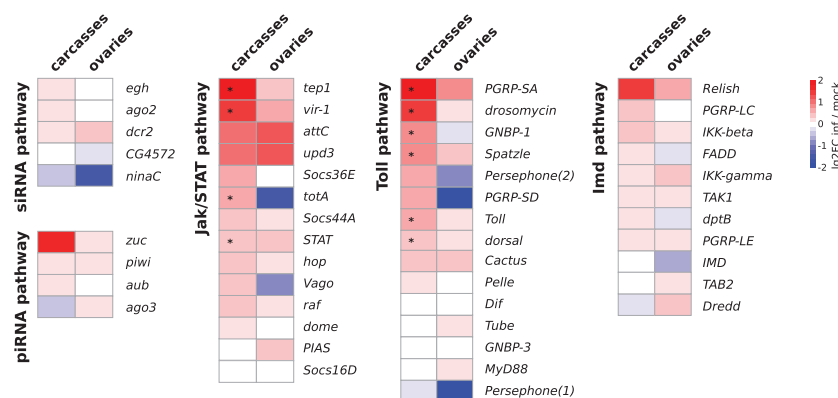 carcasses
ovaries
siRNA pathway
egh
ago2
dcr2
CG4572
ninaC
piRNA pathway
zuc
piwi
aub
ago3
carcasses
ovaries
Jak/STAT pathway
* tep1
* vir-1
attC
upd3
Socs36E
* totA
Socs44A
* STAT
hop
Vago
raf
dome
PIAS
Socs16D
carcasses
ovaries
Toll pathway
* PGRP-SA
* drosomycin
* GNBP-1
* Spatzle
Persephone(2)
PGRP-SD
* Toll
* dorsal
Cactus
Pelle
Dif
Tube
GNBP-3
MyD88
Persephone(1)
carcasses
ovaries
Imd pathway
Relish
PGRP-LC
IKK-beta
FADD
IKK-gamma
TAK1
dptB
PGRP-LE
IMD
TAB2
Dredd
2
1
0
-1
-2
ln2FC inf / mock